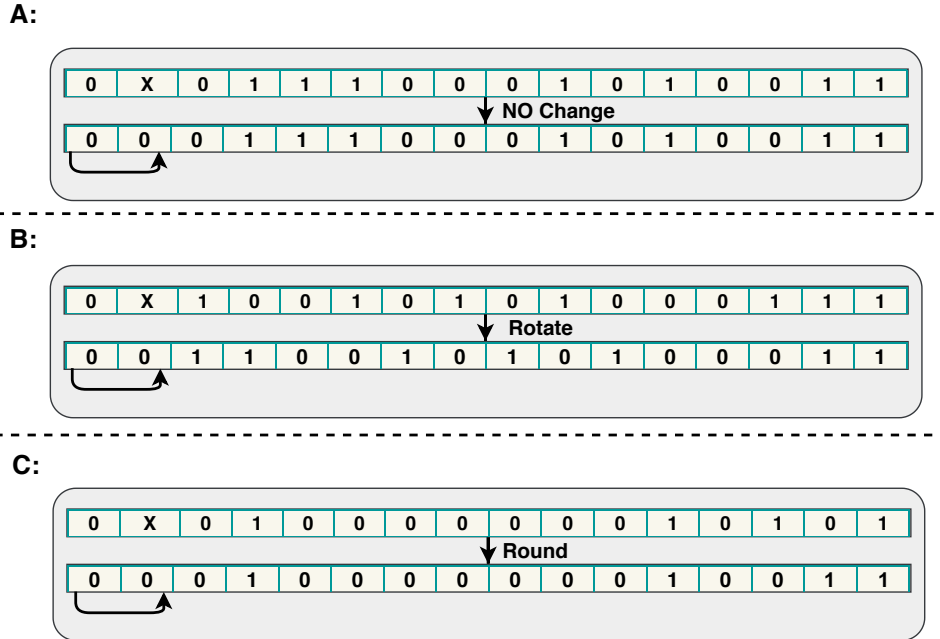 A:
0 X 0 1 1 1 0 0 0 1 0 1 0 0 1 1
NO Change
0 0 0 1 1 1 0 0 0 1 0 1 0 0 1 1
B:
0 X 1 0 0 1 0 1 0 1 0 0 0 1 1 1
Rotate
0 0 1 1 0 0 1 0 1 0 1 0 0 0 1 1
C:
0 X 0 1 0 0 0 0 0 0 0 1 0 1 0 1
Round
0 0 0 1 0 0 0 0 0 0 0 1 0 0 1 1